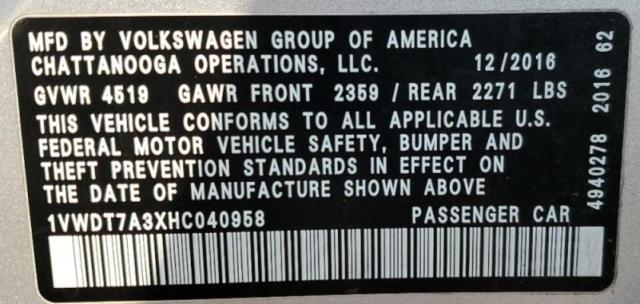 MFD BY VOLKSWAGEN GROUP OF AMERICA
CHATTANOOGA OPERATIONS, LLC. 12/2016
GVWR 4519 GAWR FRONT 2359 / REAR 2271 LBS
THIS VEHICLE CONFORMS TO ALL APPLICABLE U.S.
FEDERAL MOTOR VEHICLE SAFETY, BUMPER AND
THEFT PREVENTION STANDARDS IN EFFECT ON
THE DATE OF MANUFACTURE SHOWN ABOVE
1VWDT7A3XHC040958 PASSENGER CAR
4940278 2016 62